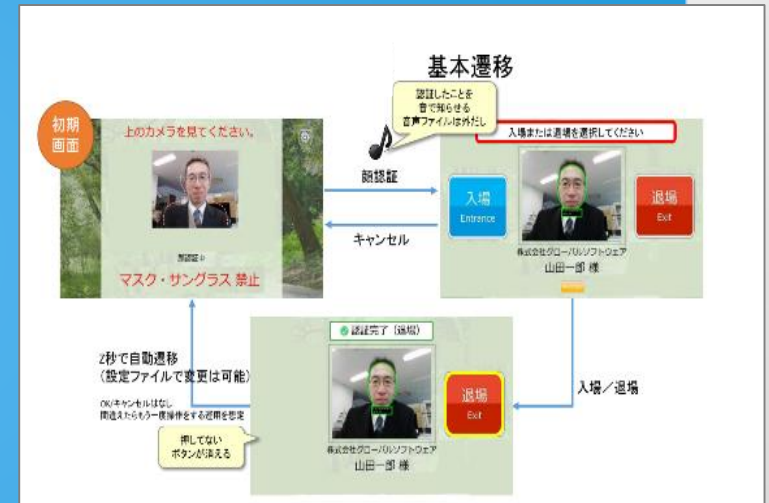 基本遷移
初期
画面
上のカメラを見てください。
顔認証中
マスク・サングラス 禁止
認証したことを
音で知らせる
音声ファイルは外だし
顔認証
キャンセル
入場または退場を選択してください
入場
Entrance
退場
Exit
株式会社グローバルソフトウェア
山田一郎 様
入場/退場
認証完了(退場)
退場
Exit
株式会社グローバルソフトウェア
山田一郎 様
2秒で自動遷移
(設定ファイルで変更は可能)
OK/キャンセルはなし
間違えたらもう一度操作をする運用を想定
押してない
ボタンが消える